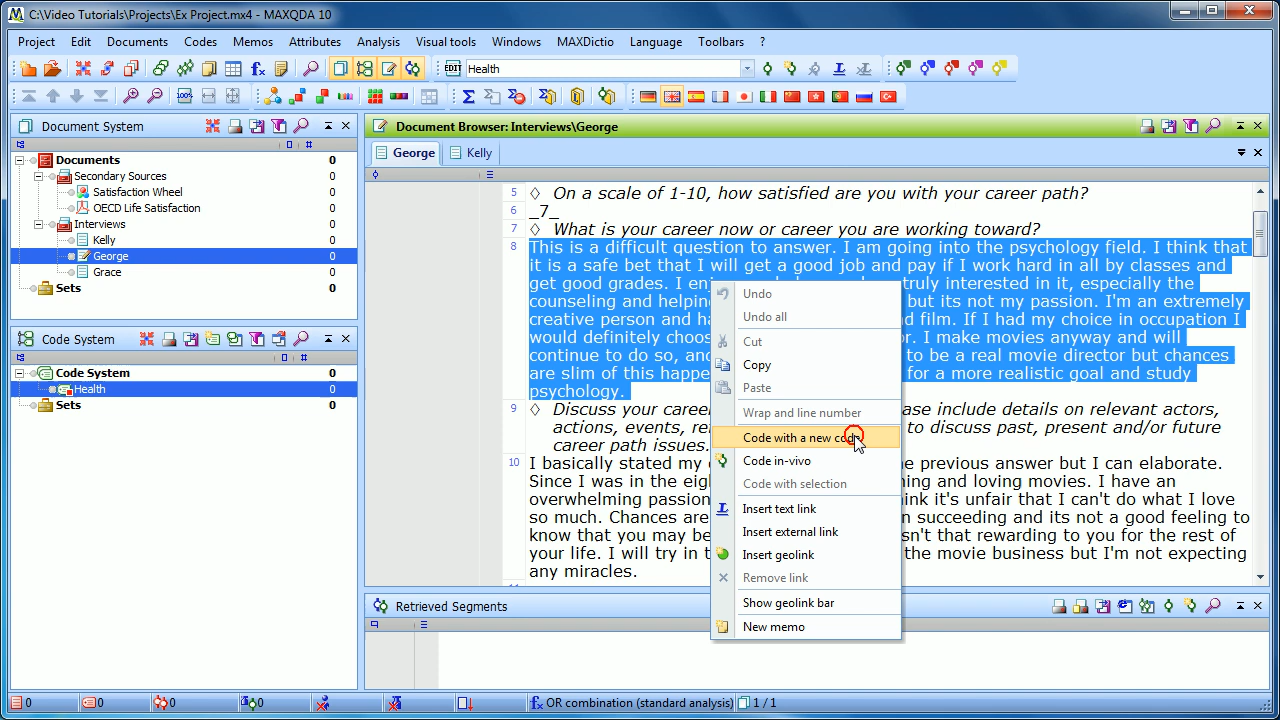 C:\Video Tutorials\Projects\Ex Project.mx4 - MAXQDA 10
Project Edit Documents Codes Memos Attributes Analysis Visual tools Windows MAXDictio Language Toolbars ?
EDIT Health
100%
Document System
Documents 0
Secondary Sources 0
Satisfaction Wheel 0
OECD Life Satisfaction 0
Interviews 0
Kelly 0
George 0
Grace 0
Sets 0
Code System
Code System 0
Health 0
Sets 0
Document Browser: Interviews\George
George Kelly
5 ◊ On a scale of 1-10, how satisfied are you with your career path?
6 _7_
7 ◊ What is your career now or career you are working toward?
8 This is a difficult question to answer. I am going into the psychology field. I think that
it is a safe bet that I will get a good job and pay if I work hard in all by classes and
get good grades. I truly interested in it, especially the
counseling and but its not my passion. I'm an extremely
creative person and film. If I had my choice in occupation I
would definitely I make movies anyway and will
continue to do so, to be a real movie director but chances
are slim of this for a more realistic goal and study
psychology.
9 ◊ Discuss your include details on relevant actors,
actions, events, to discuss past, present and/or future
career path issues.
10 I basically stated my previous answer but I can elaborate.
Since I was in the and loving movies. I have an
overwhelming it's unfair that I can't do what I love
so much. Chances are succeeding and its not a good feeling to
know that you may that rewarding to you for the rest of
your life. I will try in the movie business but I'm not expecting
any miracles.
Undo
Undo all
Cut
Copy
Paste
Wrap and line number
Code with a new code
Code in-vivo
Code with selection
Insert text link
Insert external link
Insert geolink
Remove link
Show geolink bar
New memo
Retrieved Segments
0 0 0 0 OR combination (standard analysis) 1 / 1